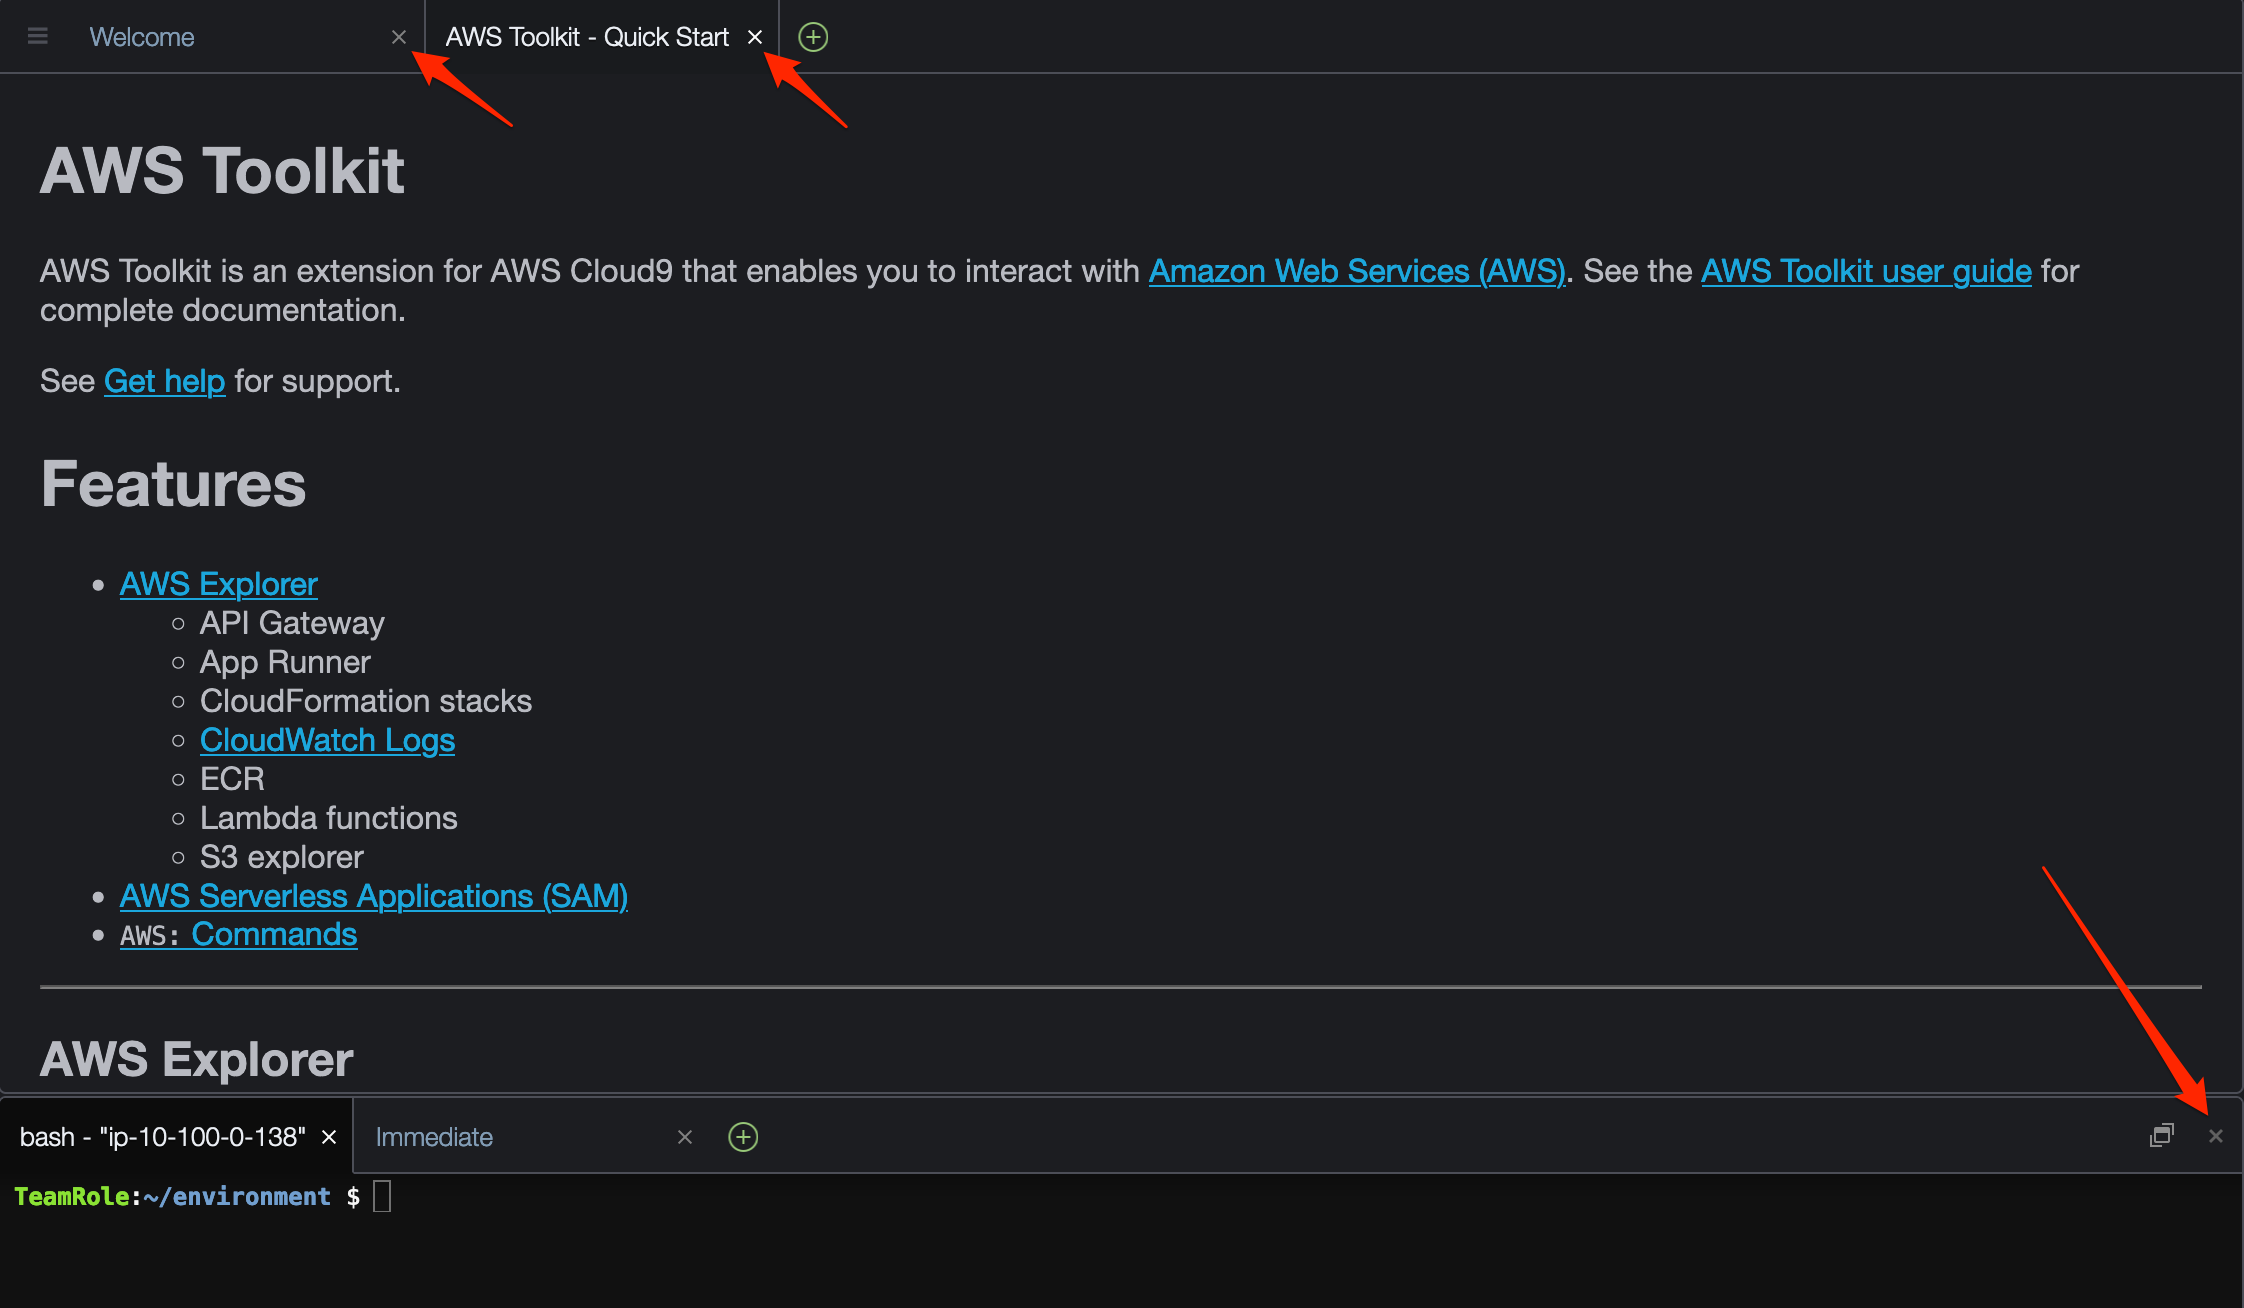 Welcome
AWS Toolkit - Quick Start
AWS Toolkit
AWS Toolkit is an extension for AWS Cloud9 that enables you to interact with Amazon Web Services (AWS). See the AWS Toolkit user guide for
complete documentation.
See Get help for support.
Features
AWS Explorer
API Gateway
App Runner
CloudFormation stacks
CloudWatch Logs
ECR
Lambda functions
S3 explorer
AWS Serverless Applications (SAM)
AWS: Commands
AWS Explorer
bash - "ip-10-100-0-138"
Immediate
TeamRole:~/environment $